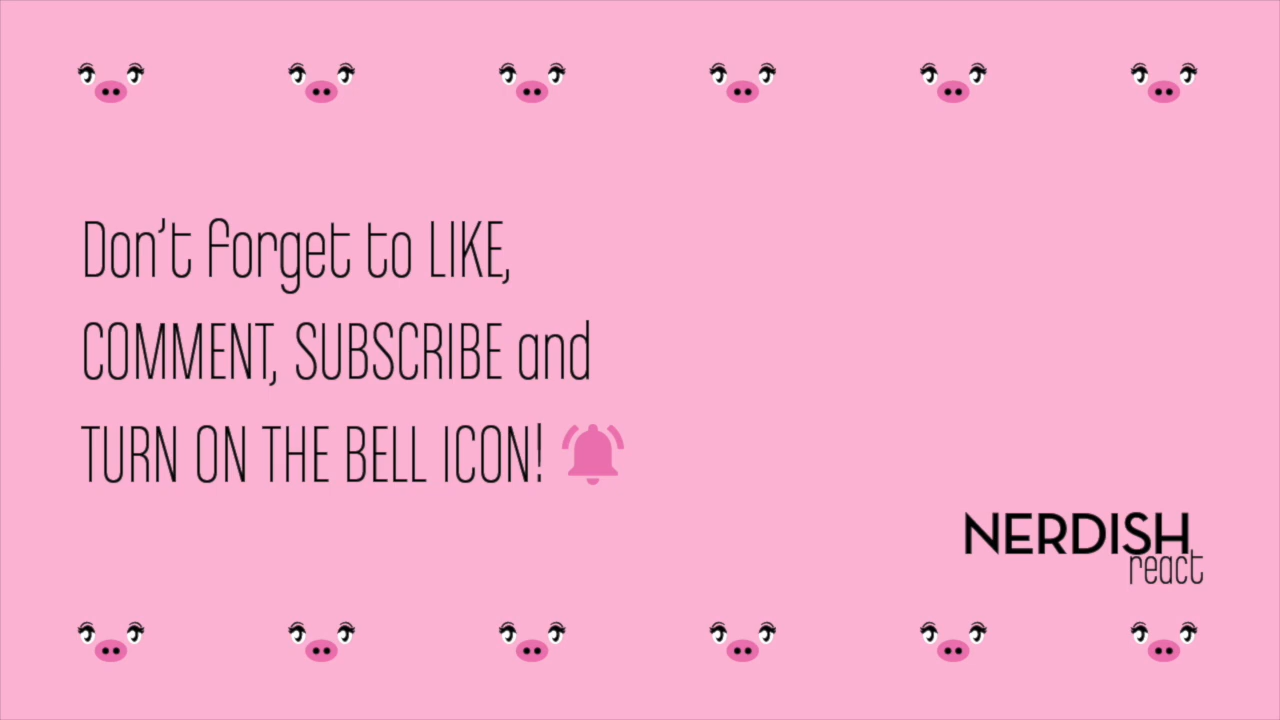 Don't forget to LIKE,
COMMENT, SUBSCRIBE and
TURN ON THE BELL ICON!
NERDISH
react